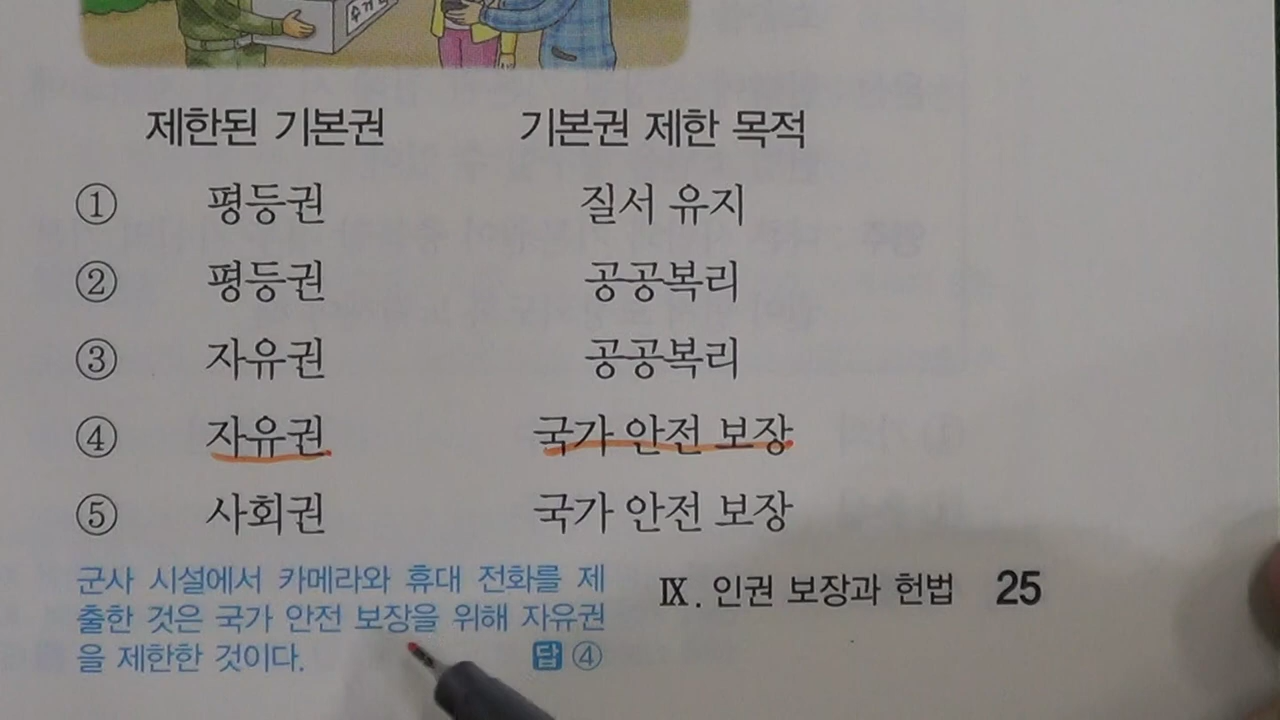 제한된 기본권 기본권 제한 목적
① 평등권 질서 유지
② 평등권 공공복리
③ 자유권 공공복리
④ 자유권 국가 안전 보장
⑤ 사회권 국가 안전 보장
군사 시설에서 카메라와 휴대 전화를 제
출한 것은 국가 안전 보장을 위해 자유권
을 제한한 것이다. 답 ④
Ⅸ. 인권 보장과 헌법 25